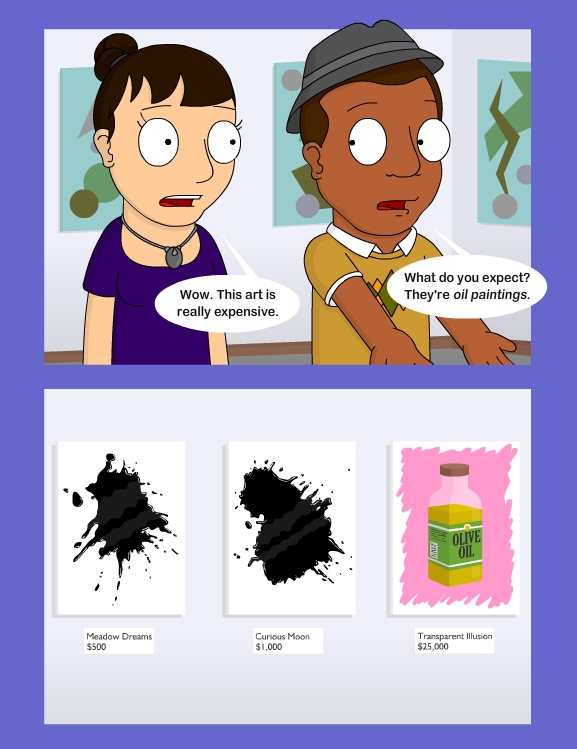 Wow. This art is
really expensive.
What do you expect?
They're oil paintings.
OLIVE
OIL
Meadow Dreams
$500
Curious Moon
$1,000
Transparent Illusion
$25,000